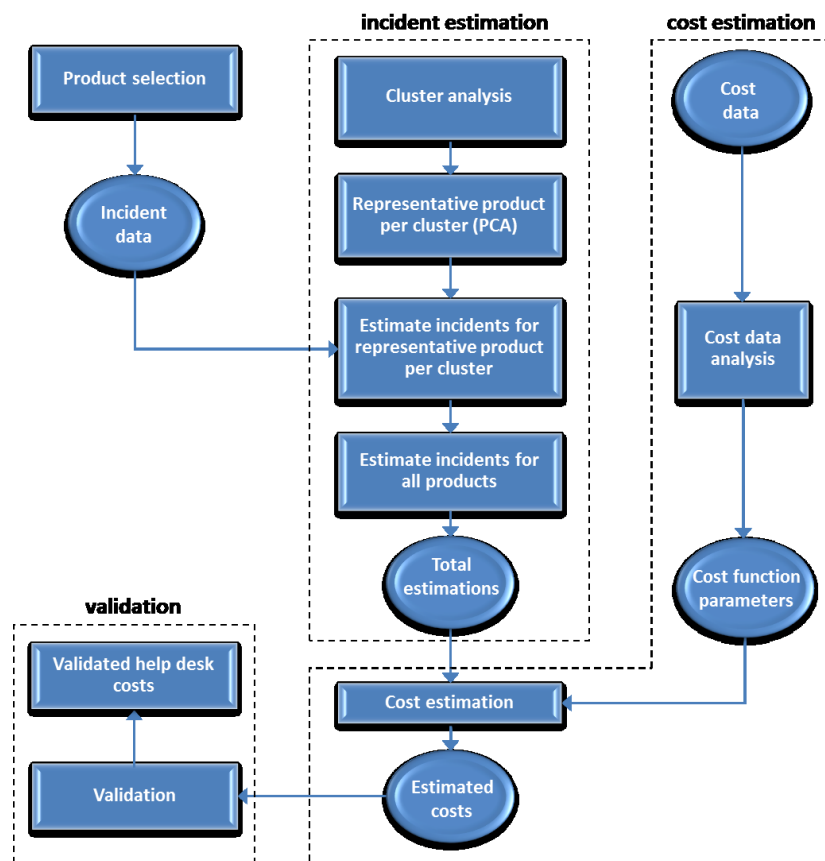 incident estimation
cost estimation
Product selection
Cluster analysis
Cost
data
Incident
data
Representative product
per cluster (PCA)
Estimate incidents for
representative product
per cluster
Cost data
analysis
Estimate incidents for
all products
Total
estimations
Cost function
parameters
validation
Validated help desk
costs
Cost estimation
Validation
Estimated
costs